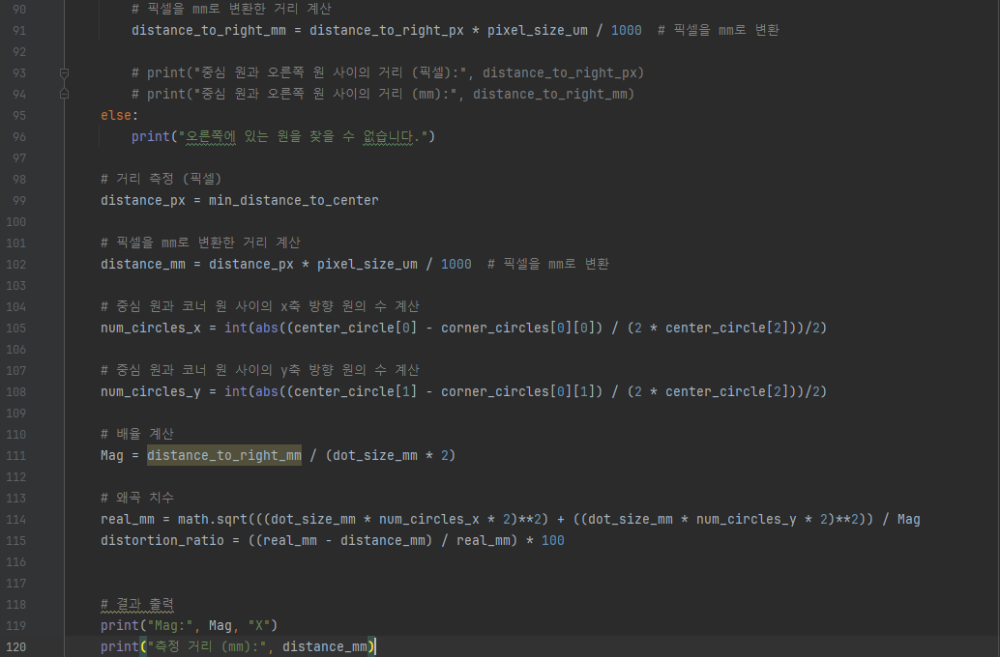 90 # 픽셀을 mm로 변환한 거리 계산
91 distance_to_right_mm = distance_to_right_px * pixel_size_um / 1000  # 픽셀을 mm로 변환
92
93 # print("중심 원과 오른쪽 원 사이의 거리 (픽셀):", distance_to_right_px)
94 # print("중심 원과 오른쪽 원 사이의 거리 (mm):", distance_to_right_mm)
95 else:
96 print("오른쪽에 있는 원을 찾을 수 없습니다.")
97
98 # 거리 측정 (픽셀)
99 distance_px = min_distance_to_center
100
101 # 픽셀을 mm로 변환한 거리 계산
102 distance_mm = distance_px * pixel_size_um / 1000  # 픽셀을 mm로 변환
103
104 # 중심 원과 코너 원 사이의 x축 방향 원의 수 계산
105 num_circles_x = int(abs((center_circle[0] - corner_circles[0][0]) / (2 * center_circle[2]))/2)
106
107 # 중심 원과 코너 원 사이의 y축 방향 원의 수 계산
108 num_circles_y = int(abs((center_circle[1] - corner_circles[0][1]) / (2 * center_circle[2]))/2)
109
110 # 배율 계산
111 Mag = distance_to_right_mm / (dot_size_mm * 2)
112
113 # 왜곡 치수
114 real_mm = math.sqrt(((dot_size_mm * num_circles_x * 2)**2) + ((dot_size_mm * num_circles_y * 2)**2)) / Mag
115 distortion_ratio = ((real_mm - distance_mm) / real_mm) * 100
116
117
118 # 결과 출력
119 print("Mag:", Mag, "X")
120 print("측정 거리 (mm):", distance_mm)